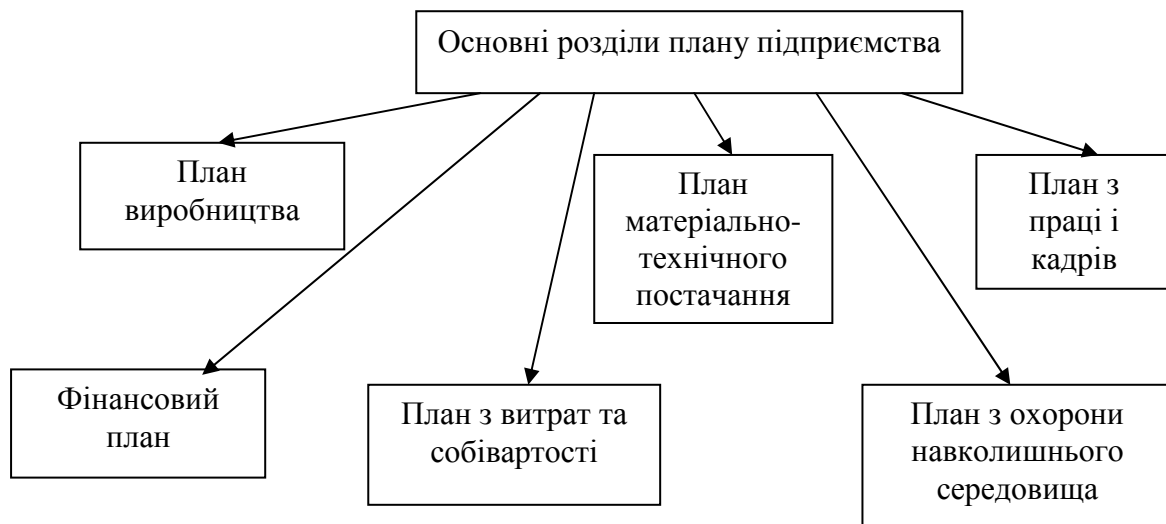 Основні розділи плану підприємства
План
виробництва
План
матеріально-
технічного
постачання
План з
праці і
кадрів
Фінансовий
план
План з витрат та
собівартості
План з охорони
навколишнього
середовища